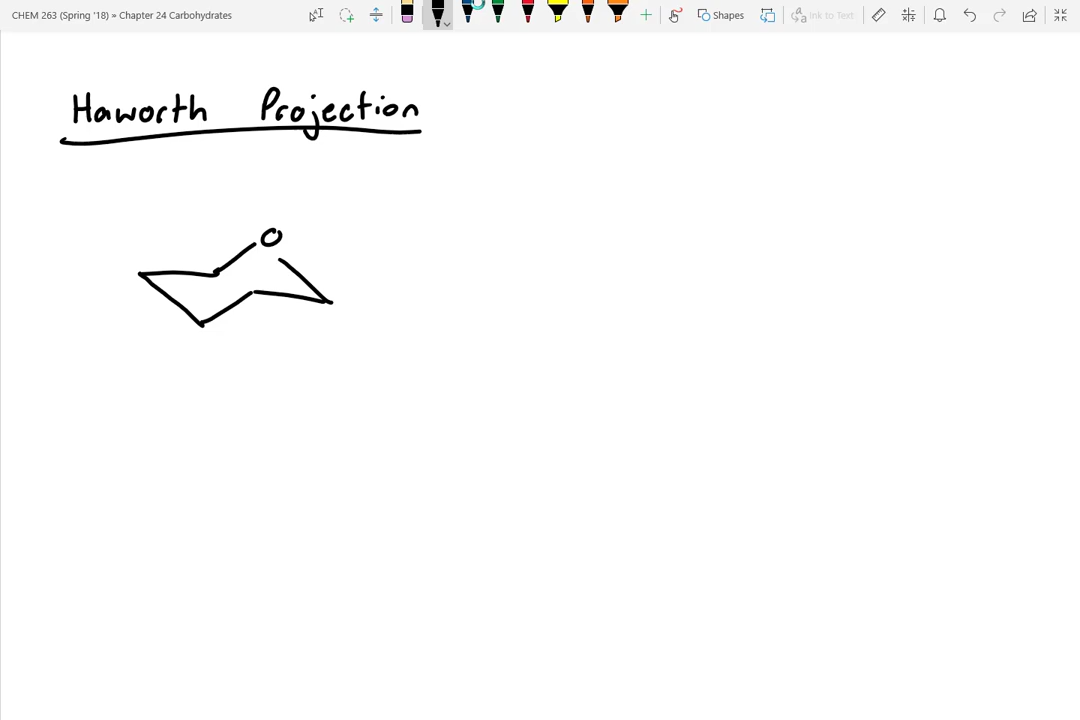 CHEM 263 (Spring '18) » Chapter 24 Carbohydrates
Shapes
Ink to Text
Haworth Projection
O